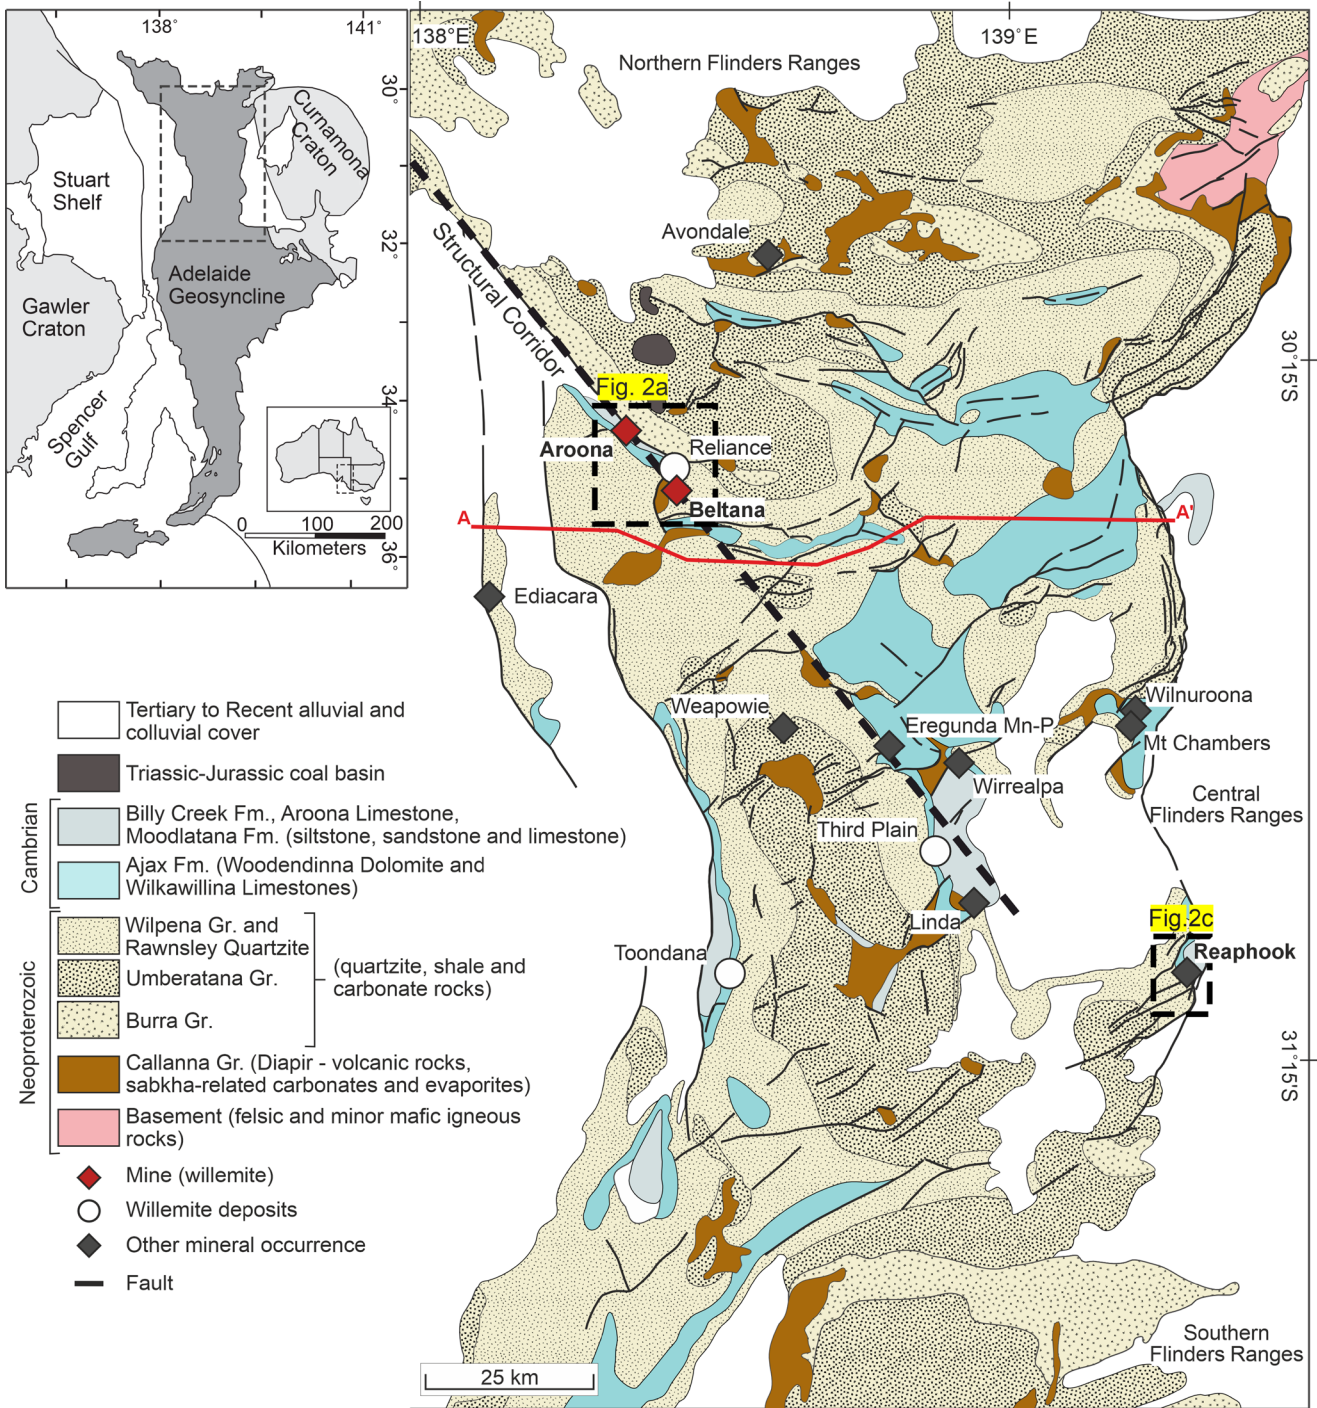 138°
141°
30°
32°
34°
36°
Curnamona
Craton
Stuart
Shelf
Adelaide
Geosyncline
Gawler
Craton
Spencer
Gulf
0 100 200
Kilometers
138°E
139°E
30°15'S
31°15'S
Northern Flinders Ranges
Avondale
Structural Corridor
Fig. 2a
Aroona
Reliance
Beltana
A
A'
Ediacara
Weapowie
Eregunda Mn-P
Wilnuroona
Mt Chambers
Wirrealpa
Central
Flinders Ranges
Third Plain
Linda
Fig.2c
Reaphook
Toondana
Southern
Flinders Ranges
25 km
Tertiary to Recent alluvial and
colluvial cover
Triassic-Jurassic coal basin
Cambrian
Billy Creek Fm., Aroona Limestone,
Moodlatana Fm. (siltstone, sandstone and limestone)
Ajax Fm. (Woodendinna Dolomite and
Wilkawillina Limestones)
Neoproterozoic
Wilpena Gr. and
Rawnsley Quartzite
Umberatana Gr.
Burra Gr.
(quartzite, shale and
carbonate rocks)
Callanna Gr. (Diapir - volcanic rocks,
sabkha-related carbonates and evaporites)
Basement (felsic and minor mafic igneous
rocks)
Mine (willemite)
Willemite deposits
Other mineral occurrence
Fault